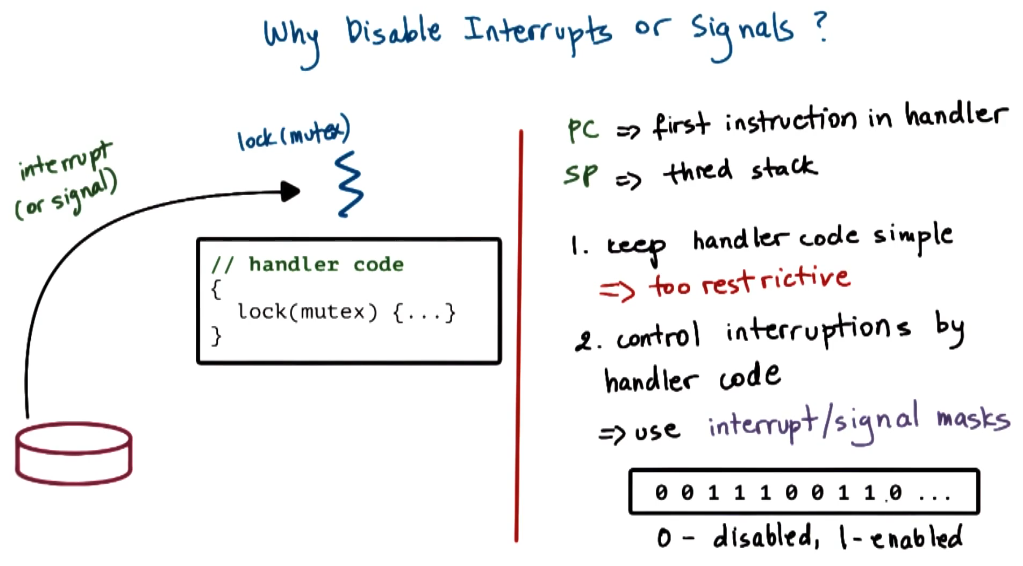 Why Disable Interrupts or Signals ?
interrupt
(or signal)
lock(mutex)
// handler code
{
lock(mutex) {...}
}
PC => first instruction in handler
SP => thred stack
1. keep handler code simple
=> too restrictive
2. control interruptions by
handler code
=> use interrupt/signal masks
0 0 1 1 1 0 0 1 1 0 ...
0 - disabled, 1 - enabled